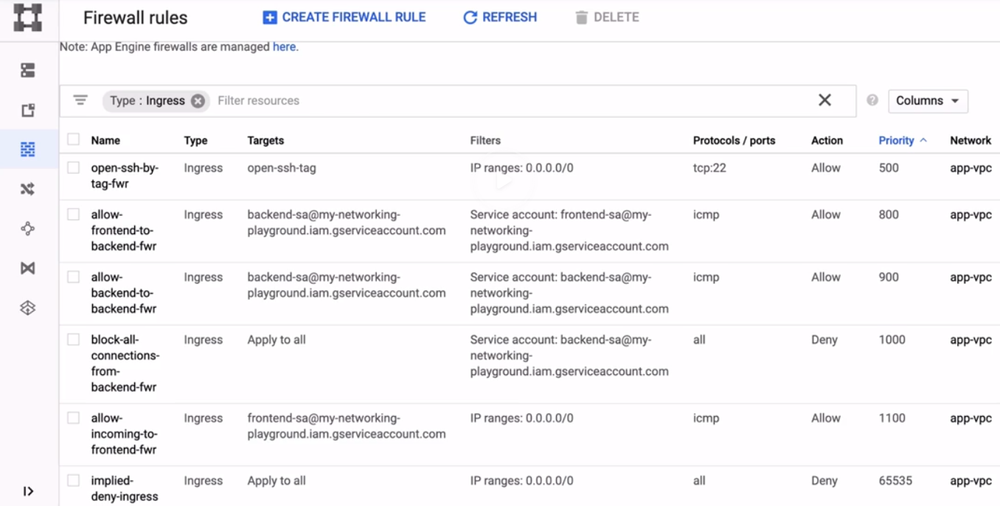 Firewall rules CREATE FIREWALL RULE REFRESH DELETE
Note: App Engine firewalls are managed here.
Type : Ingress Filter resources Columns
Name Type Targets Filters Protocols / ports Action Priority Network
open-ssh-by- Ingress open-ssh-tag IP ranges: 0.0.0.0/0 tcp:22 Allow 500 app-vpc
tag-fwr
allow- Ingress backend-sa@my-networking- Service account: frontend-sa@my- icmp Allow 800 app-vpc
frontend-to- playground.iam.gserviceaccount.com networking-
backend-fwr playground.iam.gserviceaccount.com
allow- Ingress backend-sa@my-networking- Service account: backend-sa@my- icmp Allow 900 app-vpc
backend-to- playground.iam.gserviceaccount.com networking-
backend-fwr playground.iam.gserviceaccount.com
block-all- Ingress Apply to all Service account: backend-sa@my- all Deny 1000 app-vpc
connections- networking-
from- playground.iam.gserviceaccount.com
backend-fwr
allow- Ingress frontend-sa@my-networking- IP ranges: 0.0.0.0/0 icmp Allow 1100 app-vpc
incoming-to- playground.iam.gserviceaccount.com
frontend-fwr
implied- Ingress Apply to all IP ranges: 0.0.0.0/0 all Deny 65535 app-vpc
deny-ingress